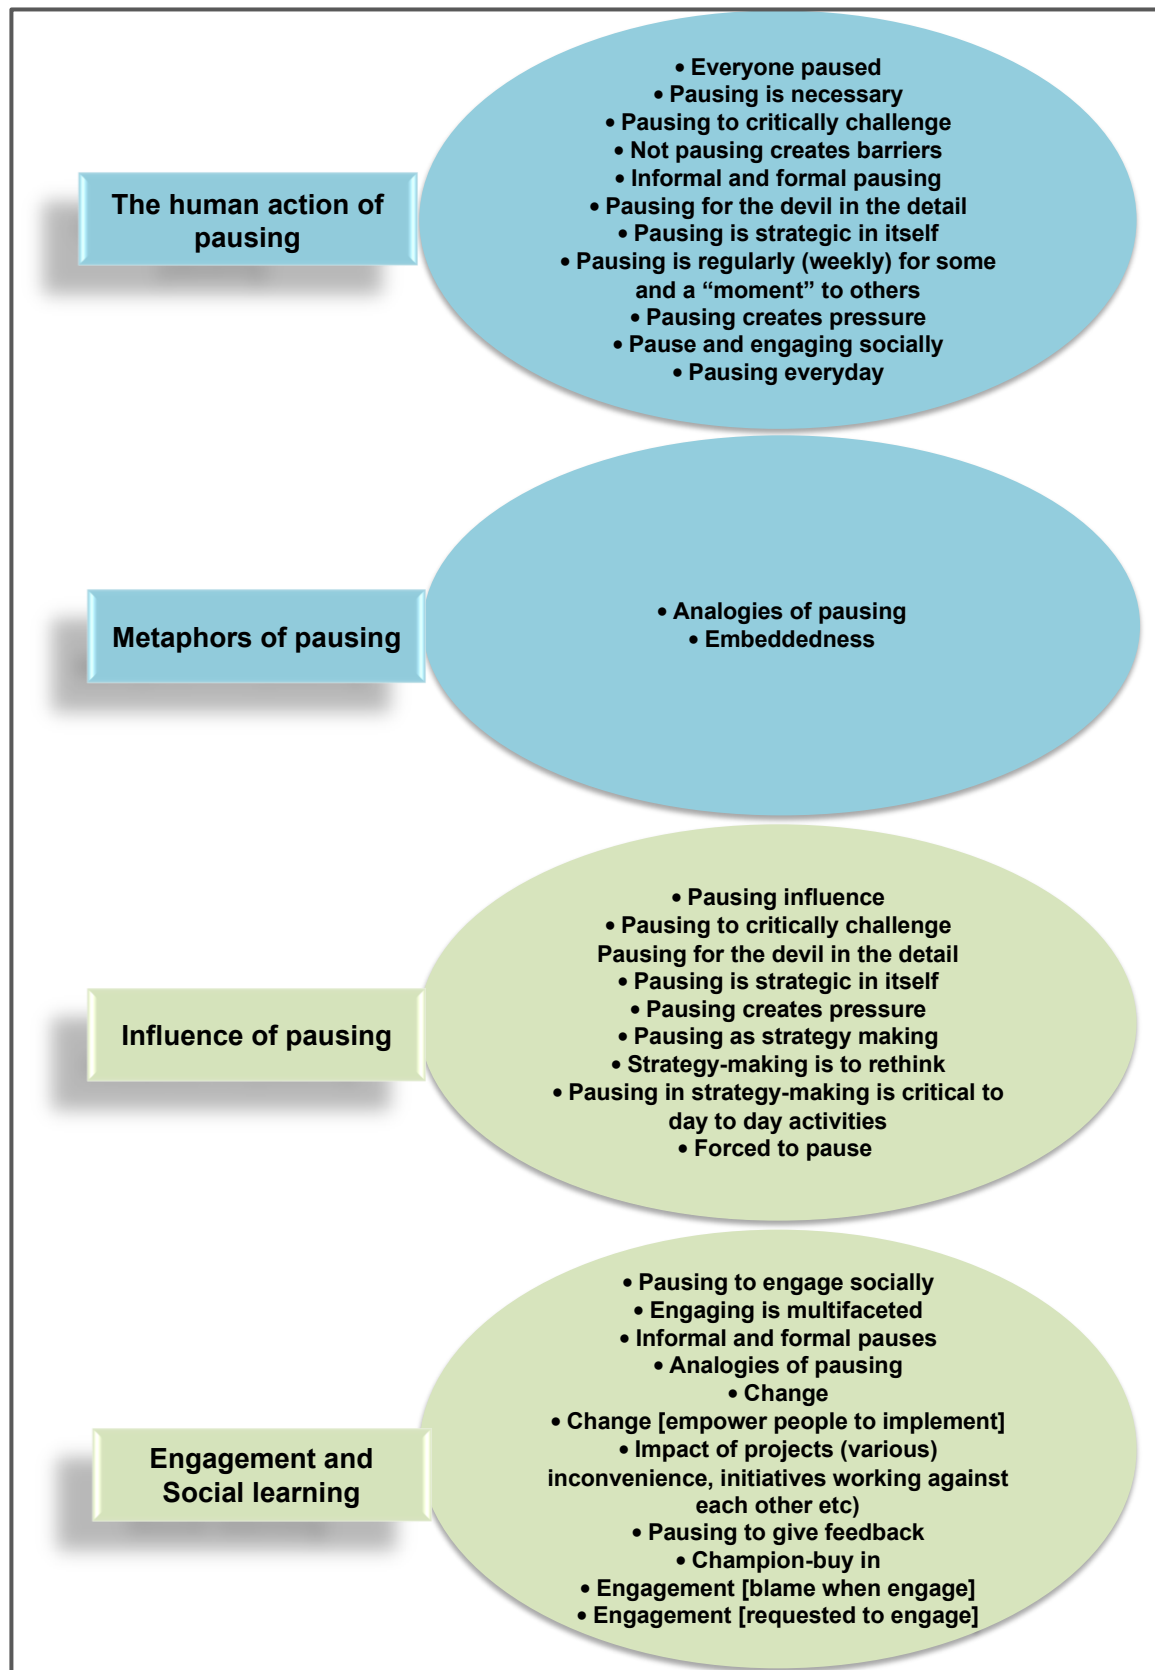 The human action of
pausing
• Everyone paused
• Pausing is necessary
• Pausing to critically challenge
• Not pausing creates barriers
• Informal and formal pausing
• Pausing for the devil in the detail
• Pausing is strategic in itself
• Pausing is regularly (weekly) for some
and a “moment” to others
• Pausing creates pressure
• Pause and engaging socially
• Pausing everyday
Metaphors of pausing
• Analogies of pausing
• Embeddedness
Influence of pausing
• Pausing influence
• Pausing to critically challenge
Pausing for the devil in the detail
• Pausing is strategic in itself
• Pausing creates pressure
• Pausing as strategy making
• Strategy-making is to rethink
• Pausing in strategy-making is critical to
day to day activities
• Forced to pause
Engagement and
Social learning
• Pausing to engage socially
• Engaging is multifaceted
• Informal and formal pauses
• Analogies of pausing
• Change
• Change [empower people to implement]
• Impact of projects (various)
inconvenience, initiatives working against
each other etc)
• Pausing to give feedback
• Champion-buy in
• Engagement [blame when engage]
• Engagement [requested to engage]